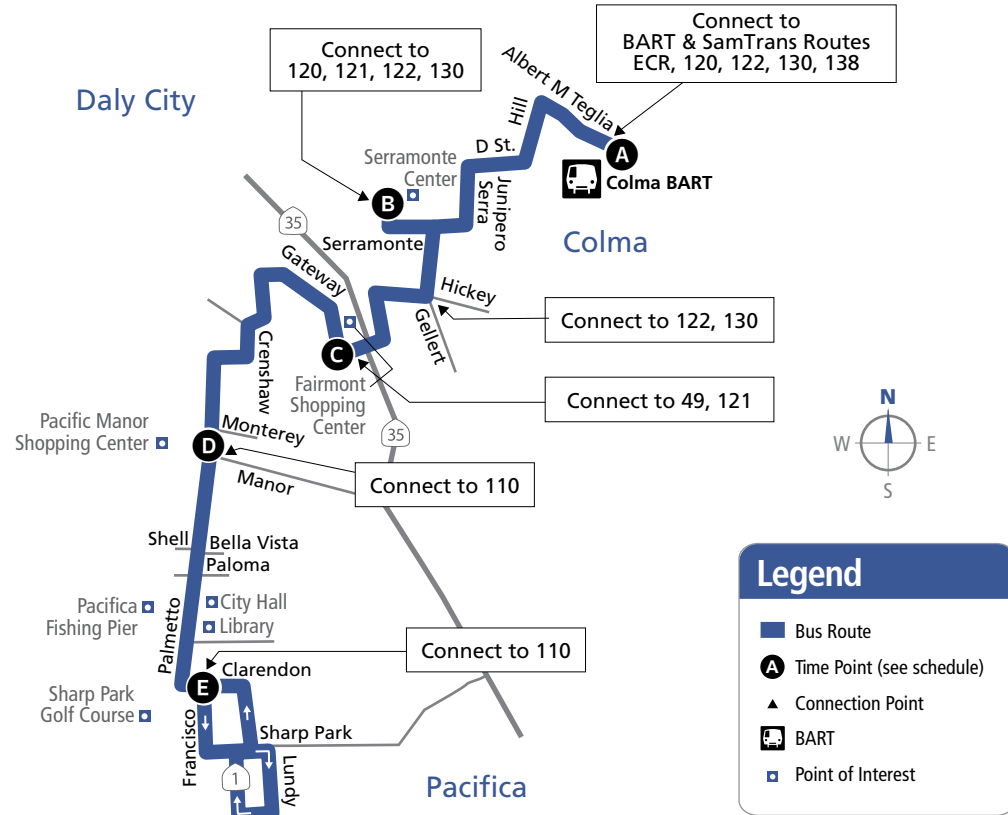 Connect to
120, 121, 122, 130
Connect to
BART & SamTrans Routes
ECR, 120, 122, 130, 138
Daly City
Albert M Teglia
Hill
D St.
A
Colma BART
Serramonte
Center
B
Junipero
Serra
35
Serramonte
Colma
Gateway
Hickey
Gellert
Connect to 122, 130
C
Crenshaw
Fairmont
Shopping
Center
Connect to 49, 121
35
Pacific Manor
Shopping Center
Monterey
D
Manor
Connect to 110
N
W
E
S
Shell
Bella Vista
Paloma
Pacifica
Fishing Pier
City Hall
Library
Palmetto
Connect to 110
E
Clarendon
Sharp Park
Golf Course
Francisco
Sharp Park
1
Lundy
Pacifica
Legend
Bus Route
A
Time Point (see schedule)
Connection Point
BART
Point of Interest